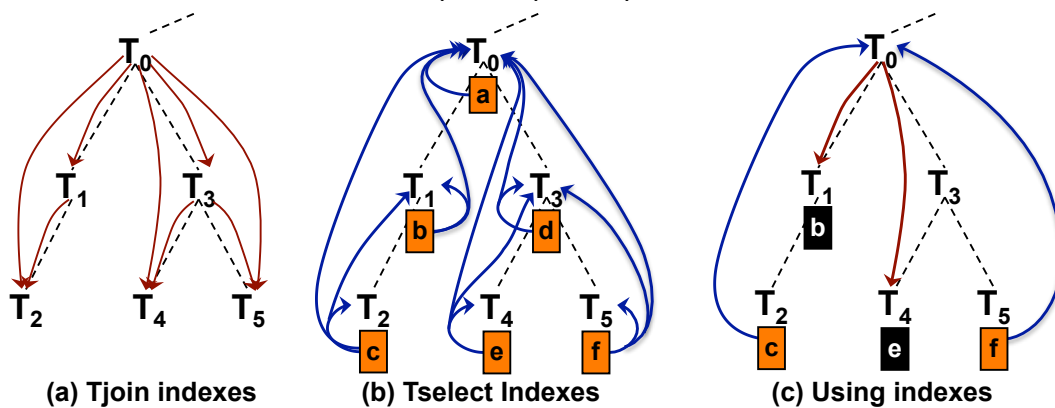 T0 T0 T0
a
T1 T3 T1 T3 T1 T3
b d b
T2 T4 T5 T2 T4 T5 T2 T4 T5
c e f c e f
(a) Tjoin indexes (b) Tselect Indexes (c) Using indexes